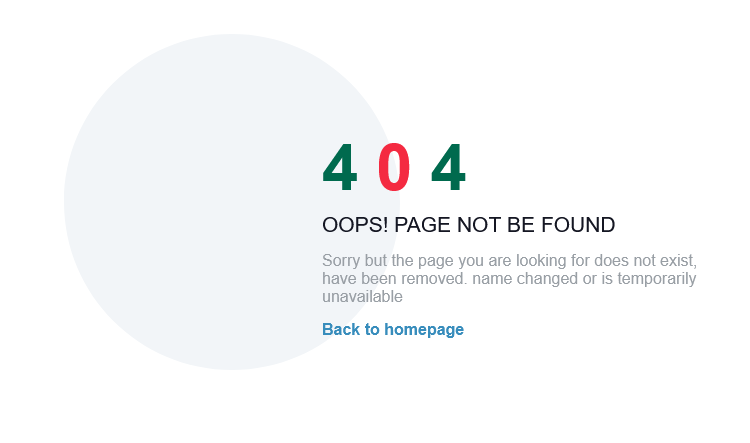 4 0 4
OOPS! PAGE NOT BE FOUND
Sorry but the page you are looking for does not exist,
have been removed. name changed or is temporarily
unavailable
Back to homepage